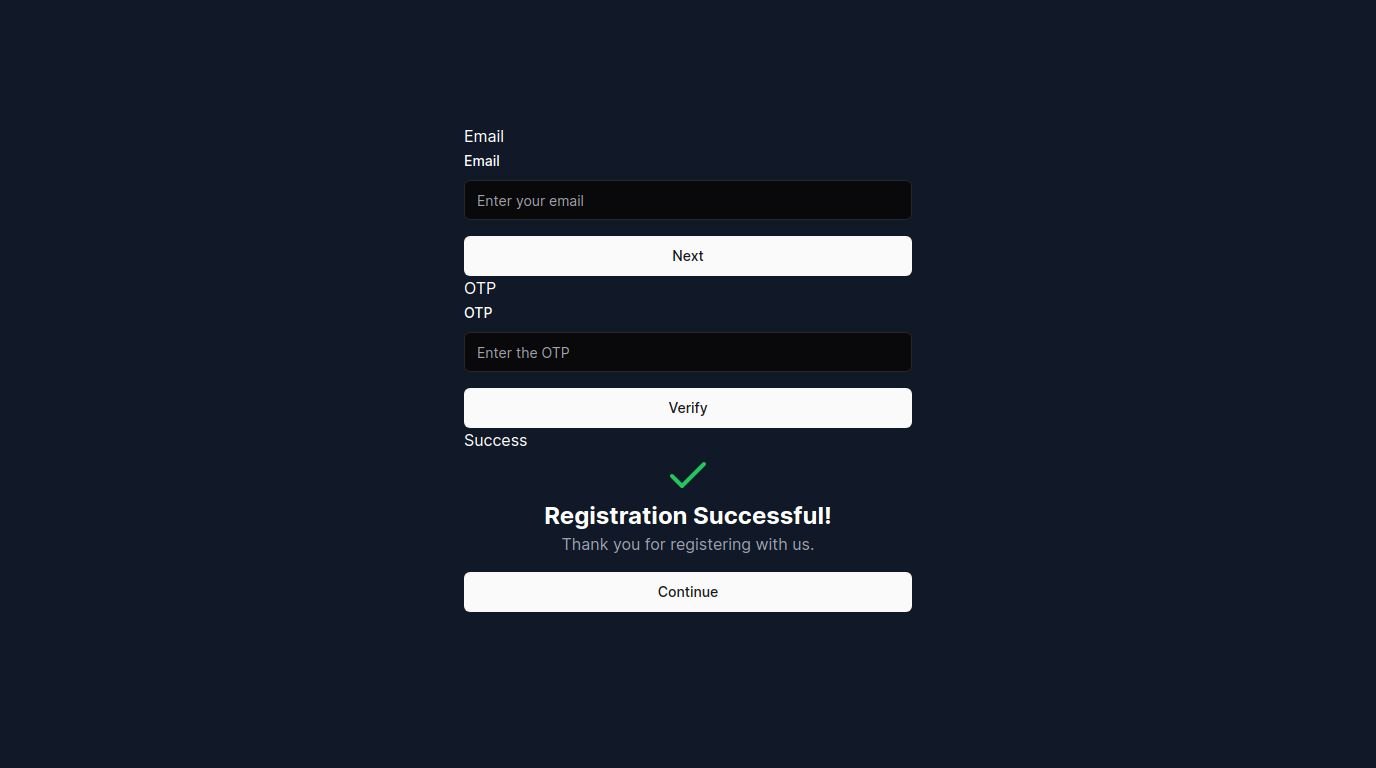 Email
Email
Enter your email
Next
OTP
OTP
Enter the OTP
Verify
Success
Registration Successful!
Thank you for registering with us.
Continue